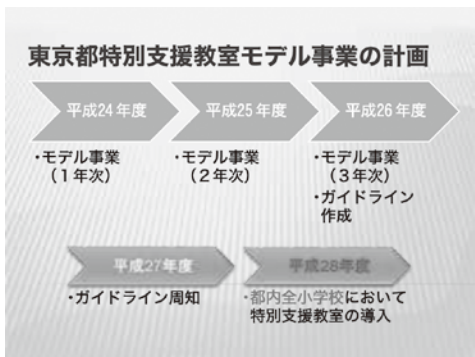 東京都特別支援教室モデル事業の計画
平成24年度
平成25年度
平成26年度
・モデル事業
（1年次）
・モデル事業
（2年次）
・モデル事業
（3年次）
・ガイドライン
作成
平成27年度
平成28年度
・ガイドライン周知
・都内全小学校において
特別支援教室の導入